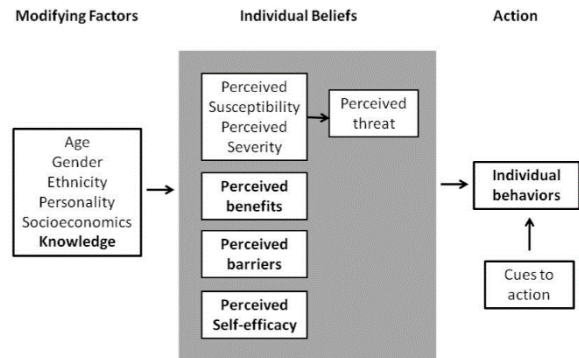 Modifying Factors
Individual Beliefs
Action
Age
Gender
Ethnicity
Personality
Socioeconomics
Knowledge
Perceived
Susceptibility
Perceived
Severity
Perceived
threat
Perceived
benefits
Perceived
barriers
Perceived
Self-efficacy
Individual
behaviors
Cues to
action